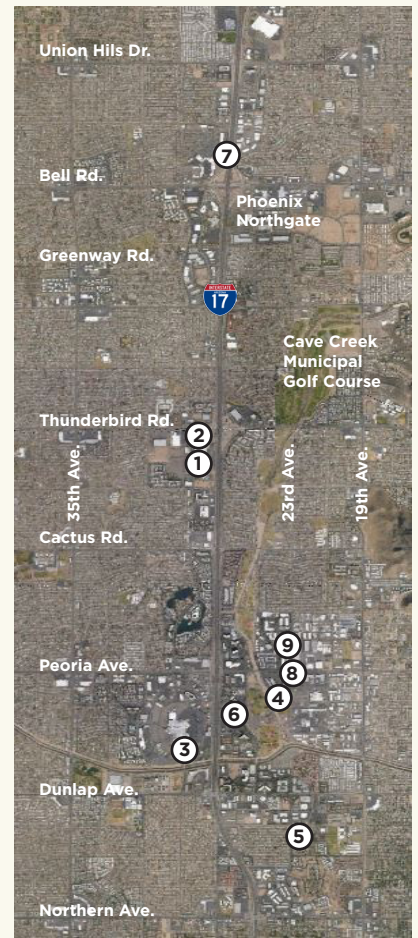 Union Hils Dr.
7
Bell Rd.
Phoenix
Northgate
Greenway Rd.
INTERSTATE
17
Cave Creek
Municipal
Golf Course
Thunderbird Rd.
2
1
35th Ave.
23rd Ave.
19th Ave.
Cactus Rd.
9
Peoria Ave.
8
4
6
3
Dunlap Ave.
5
Northern Ave.